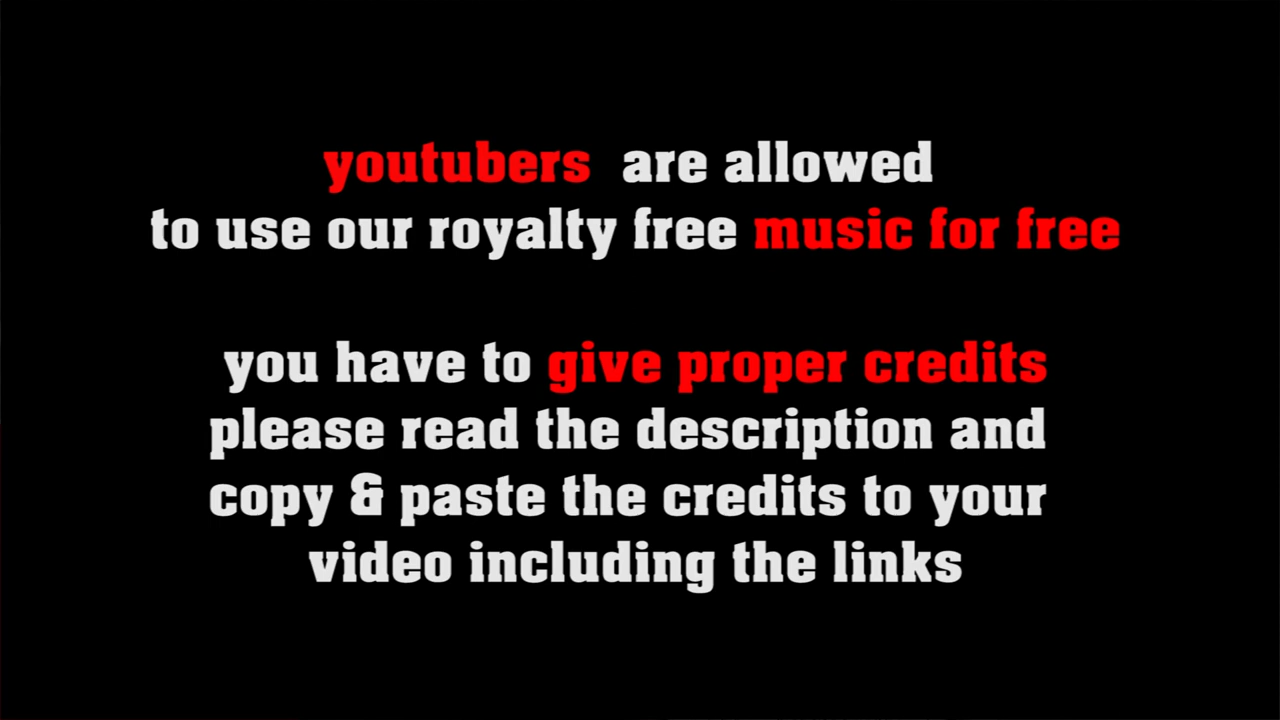 youtubers are allowed
to use our royalty free music for free
you have to give proper credits
please read the description and
copy & paste the credits to your
video including the links